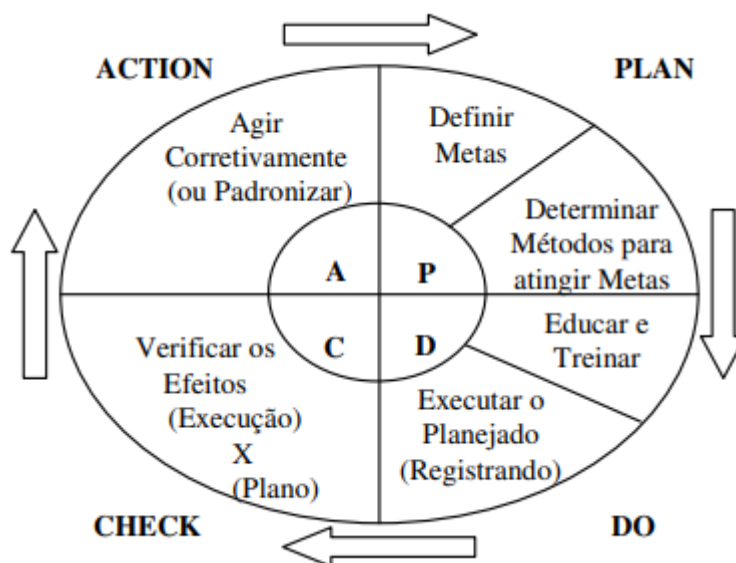 ACTION
PLAN
Agir
Corretivamente
(ou Padronizar)
Definir
Metas
Determinar
Métodos para
atingir Metas
A
P
C
D
Educar e
Treinar
Verificar os
Efeitos
(Execução)
X
(Plano)
Executar o
Planejado
(Registrando)
CHECK
DO